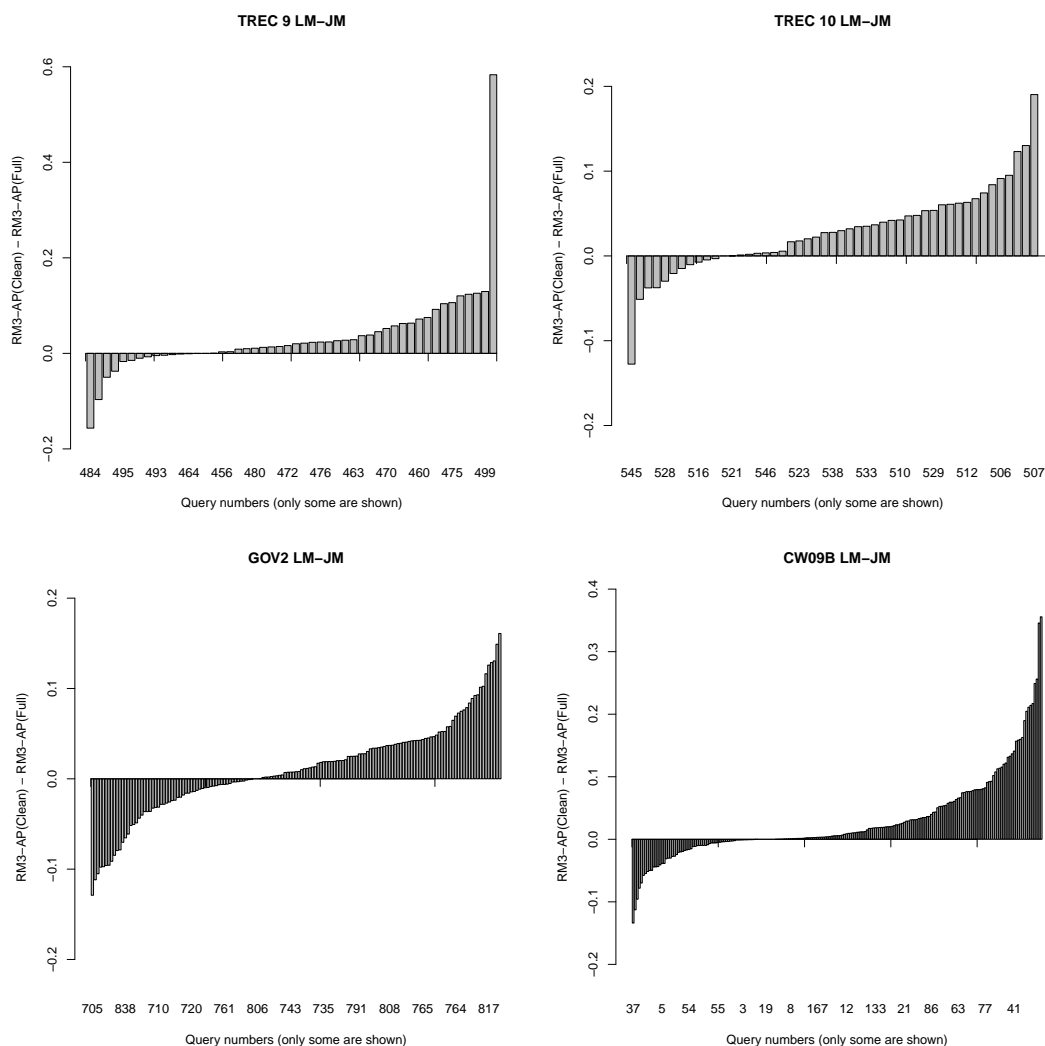 TREC 9 LM−JM
RM3−AP(Clean) − RM3−AP(Full)
0.6
0.4
0.2
0.0
−0.2
484 495 493 464 456 480 472 476 463 470 460 475 499
Query numbers (only some are shown)
TREC 10 LM−JM
RM3−AP(Clean) − RM3−AP(Full)
0.2
0.1
0.0
−0.1
−0.2
545 528 516 521 546 523 538 533 510 529 512 506 507
Query numbers (only some are shown)
GOV2 LM−JM
RM3−AP(Clean) − RM3−AP(Full)
0.2
0.1
0.0
−0.1
−0.2
705 838 710 720 761 806 743 735 791 808 765 764 817
Query numbers (only some are shown)
CW09B LM−JM
RM3−AP(Clean) − RM3−AP(Full)
0.4
0.3
0.2
0.1
0.0
−0.1
−0.2
37 5 54 55 3 19 8 167 12 133 21 86 63 77 41
Query numbers (only some are shown)